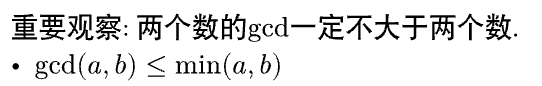 重要观察: 两个数的gcd一定不大于两个数.
• gcd(a, b) ≤ min(a, b)